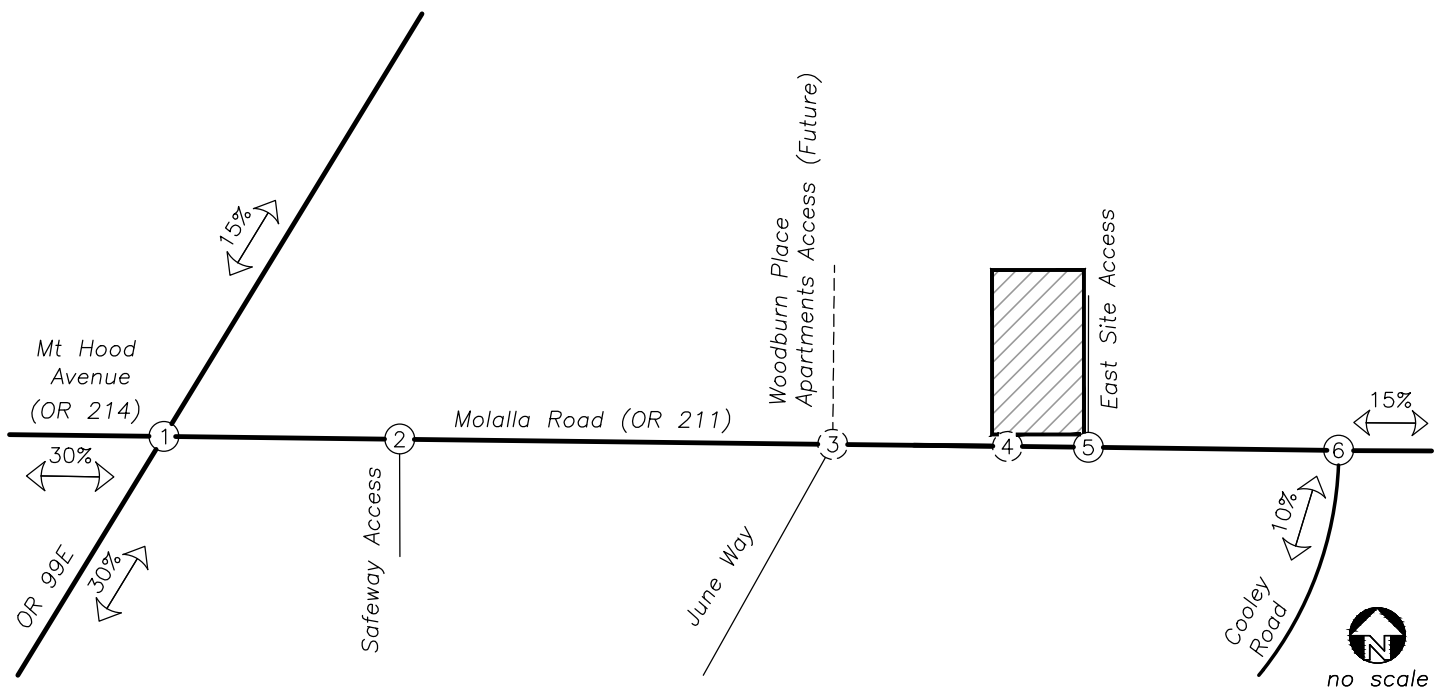 15%
Mt Hood
Avenue
(OR 214)
30%
OR 99E
30%
1
2
Safeway Access
Molalla Road (OR 211)
Woodburn Place
Apartments Access (Future)
3
June Way
4
5
East Site Access
6
15%
10%
Cooley
Road
N
no scale